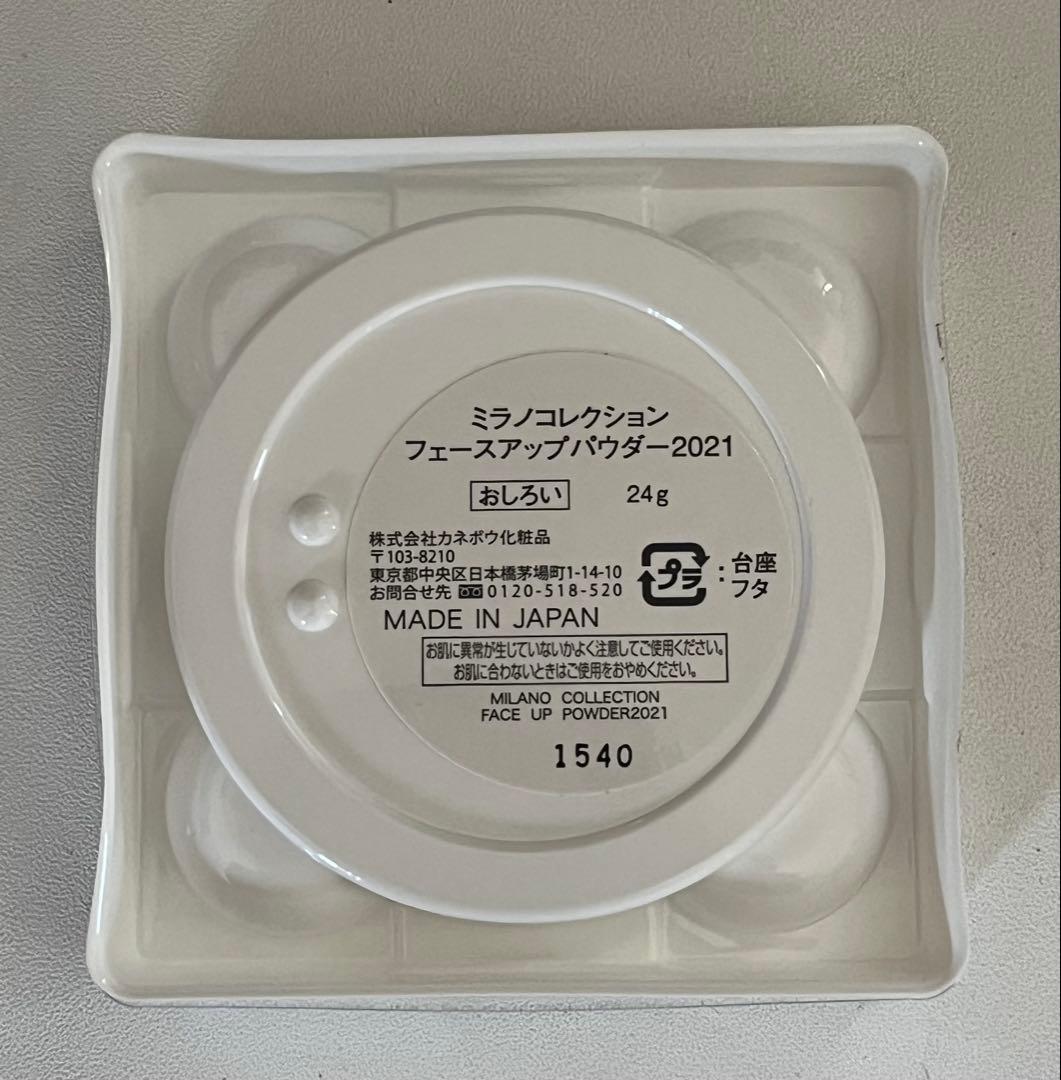 ミラノコレクション
フェースアップパウダー2021
おしろい 24g
株式会社カネボウ化粧品
〒103-8210
東京都中央区日本橋茅場町1-14-10
お問合せ先 0120-518-520
プラ : 台座
フタ
MADE IN JAPAN
お肌に異常が生じていないかよく注意してご使用ください。
お肌に合わないときはご使用をおやめください。
MILANO COLLECTION
FACE UP POWDER2021
1540